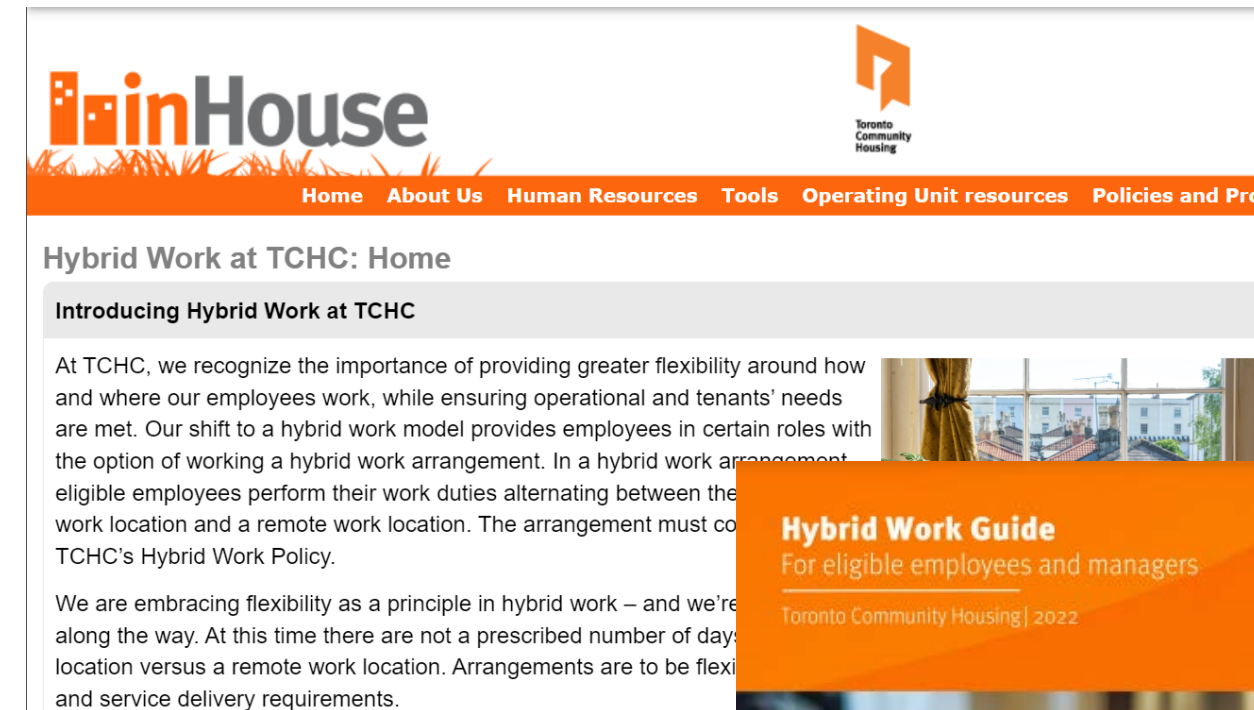 inHouse
Toronto
Community
Housing
Home About Us Human Resources Tools Operating Unit resources Policies and Pro
Hybrid Work at TCHC: Home
Introducing Hybrid Work at TCHC
At TCHC, we recognize the importance of providing greater flexibility around how
and where our employees work, while ensuring operational and tenants’ needs
are met. Our shift to a hybrid work model provides employees in certain roles with
the option of working a hybrid work arrangement. In a hybrid work arrangement
eligible employees perform their work duties alternating between the
work location and a remote work location. The arrangement must co
TCHC’s Hybrid Work Policy.
We are embracing flexibility as a principle in hybrid work – and we’re
along the way. At this time there are not a prescribed number of days
location versus a remote work location. Arrangements are to be flexi
and service delivery requirements.
Hybrid Work Guide
For eligible employees and managers
Toronto Community Housing| 2022